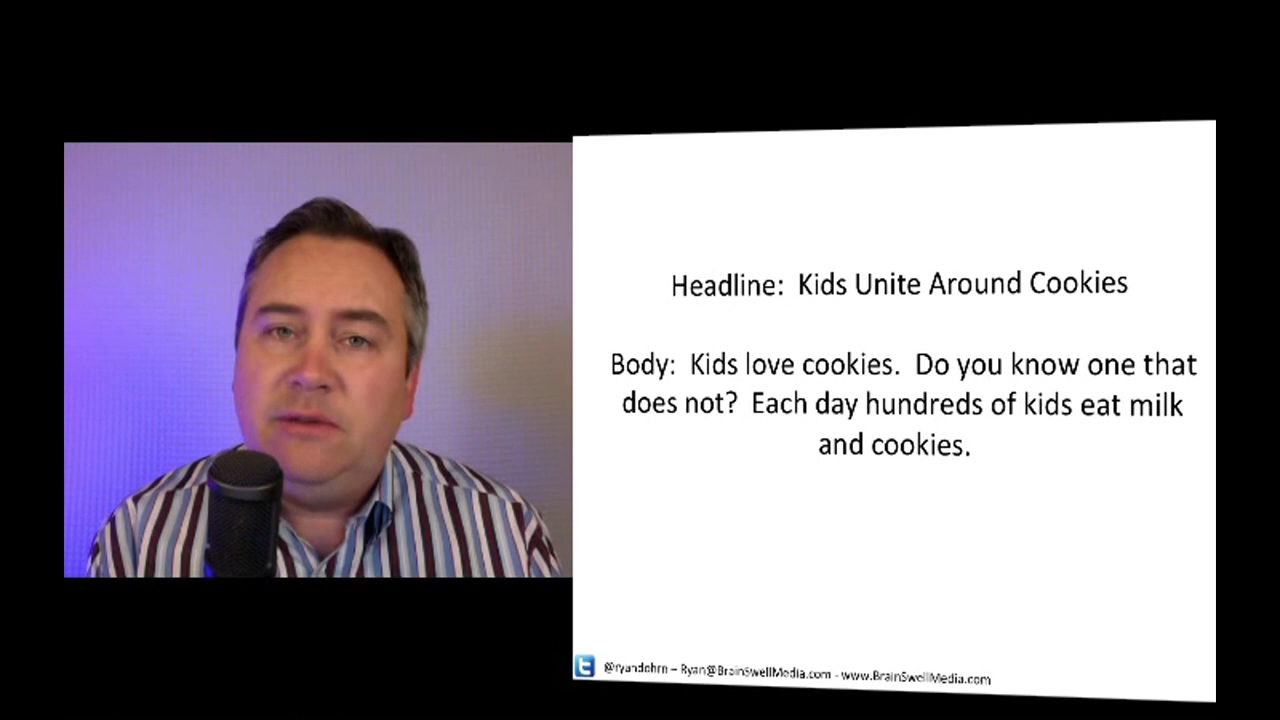 Headline:  Kids Unite Around Cookies
Body:  Kids love cookies.  Do you know one that
does not?  Each day hundreds of kids eat milk
and cookies.
@ryandohrn – Ryan@BrainSwellMedia.com - www.BrainSwellMedia.com